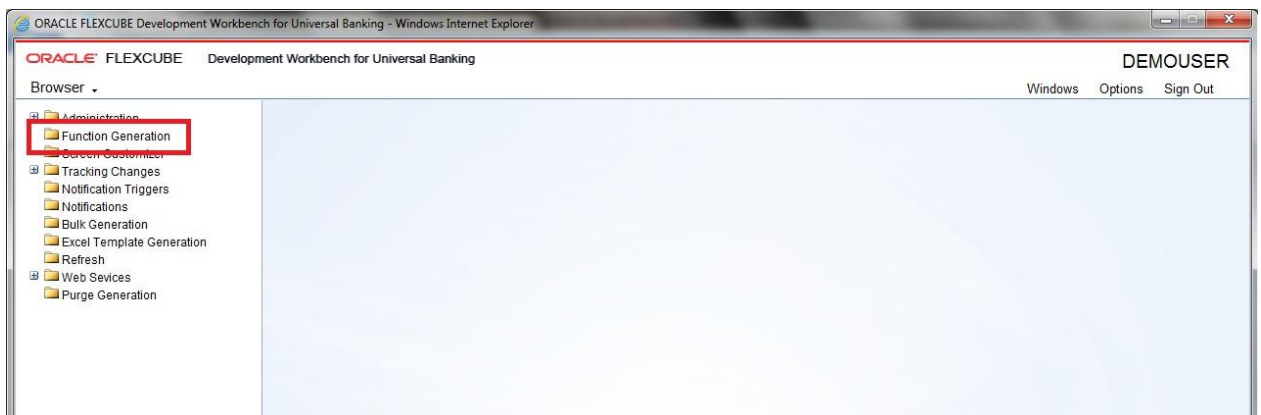 ORACLE FLEXCUBE Development Workbench for Universal Banking - Windows Internet Explorer
ORACLE FLEXCUBE Development Workbench for Universal Banking DEMOUSER
Browser Windows Options Sign Out
Administration
Function Generation
Screen Customizer
Tracking Changes
Notification Triggers
Notifications
Bulk Generation
Excel Template Generation
Refresh
Web Sevices
Purge Generation